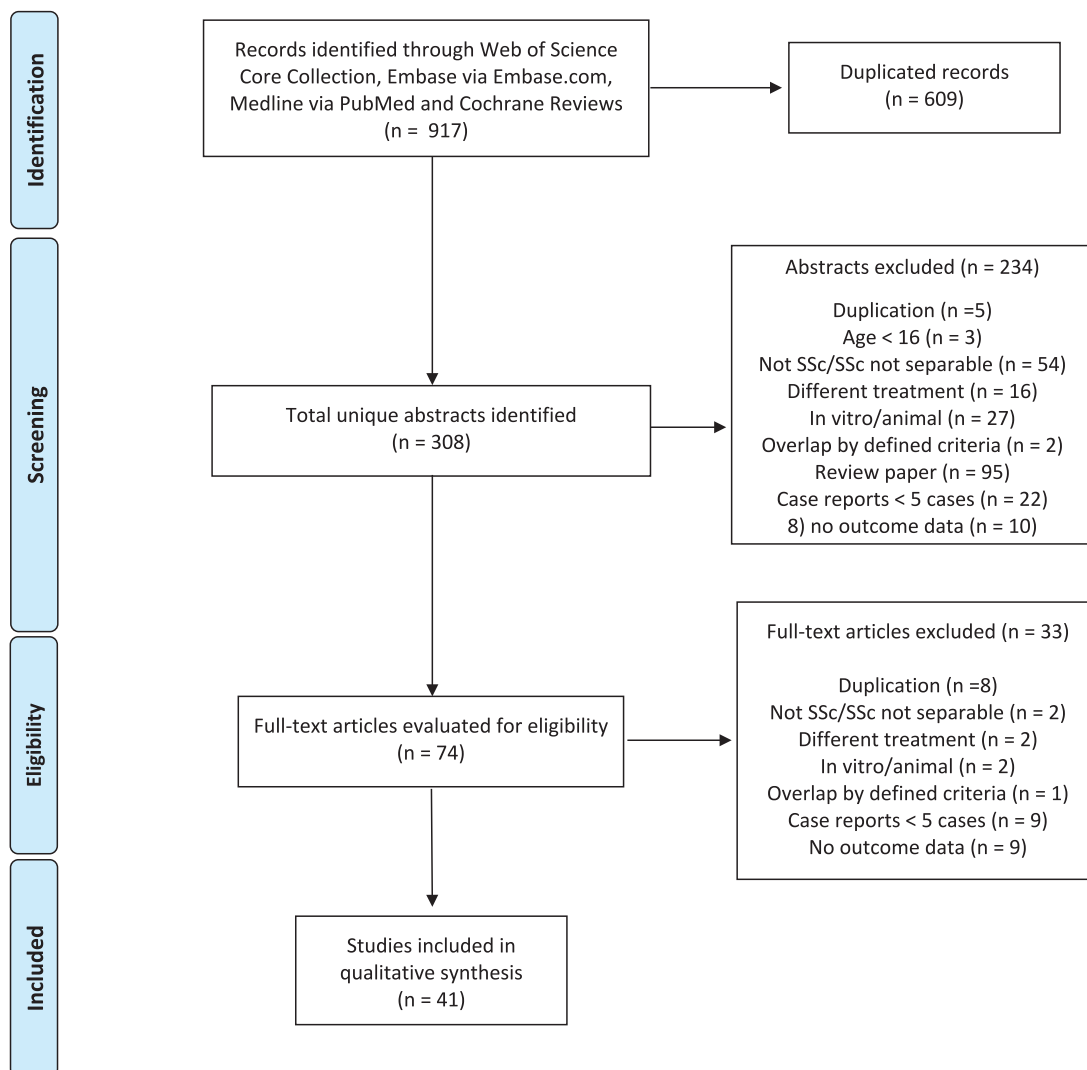 Identification
Records identified through Web of Science
Core Collection, Embase via Embase.com,
Medline via PubMed and Cochrane Reviews
(n = 917)
Duplicated records
(n = 609)
Screening
Abstracts excluded (n = 234)
Duplication (n =5)
Age < 16 (n = 3)
Not SSc/SSc not separable (n = 54)
Different treatment (n = 16)
In vitro/animal (n = 27)
Overlap by defined criteria (n = 2)
Review paper (n = 95)
Case reports < 5 cases (n = 22)
8) no outcome data (n = 10)
Total unique abstracts identified
(n = 308)
Eligibility
Full-text articles evaluated for eligibility
(n = 74)
Full-text articles excluded (n = 33)
Duplication (n =8)
Not SSc/SSc not separable (n = 2)
Different treatment (n = 2)
In vitro/animal (n = 2)
Overlap by defined criteria (n = 1)
Case reports < 5 cases (n = 9)
No outcome data (n = 9)
Included
Studies included in
qualitative synthesis
(n = 41)